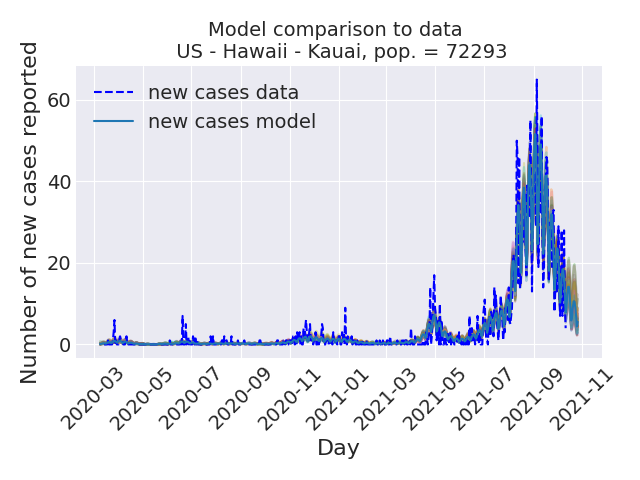 Model comparison to data
US - Hawaii - Kauai, pop. = 72293
Number of new cases reported
new cases data
new cases model
60
40
20
0
2020-03
2020-05
2020-07
2020-09
2020-11
2021-01
2021-03
2021-05
2021-07
2021-09
2021-11
Day